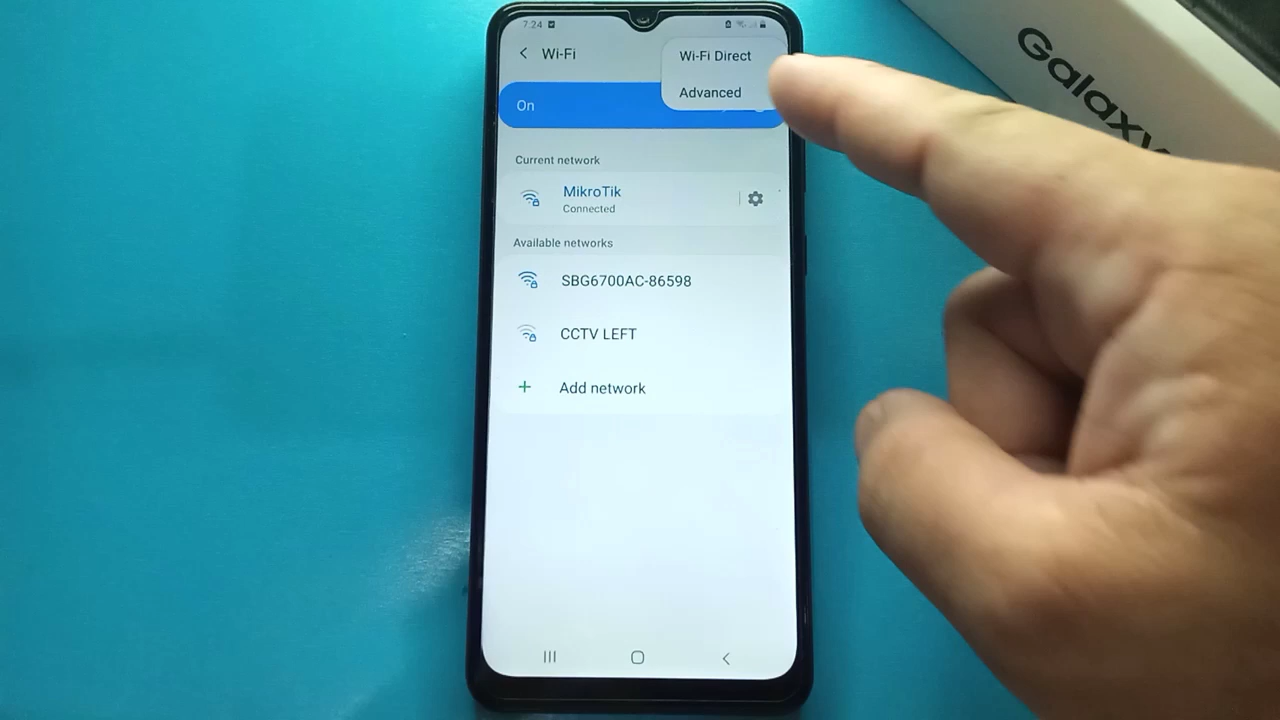 7:24
Wi-Fi
Wi-Fi Direct
Advanced
On
Current network
MikroTik
Connected
Available networks
SBG6700AC-86598
CCTV LEFT
Add network
Galaxy